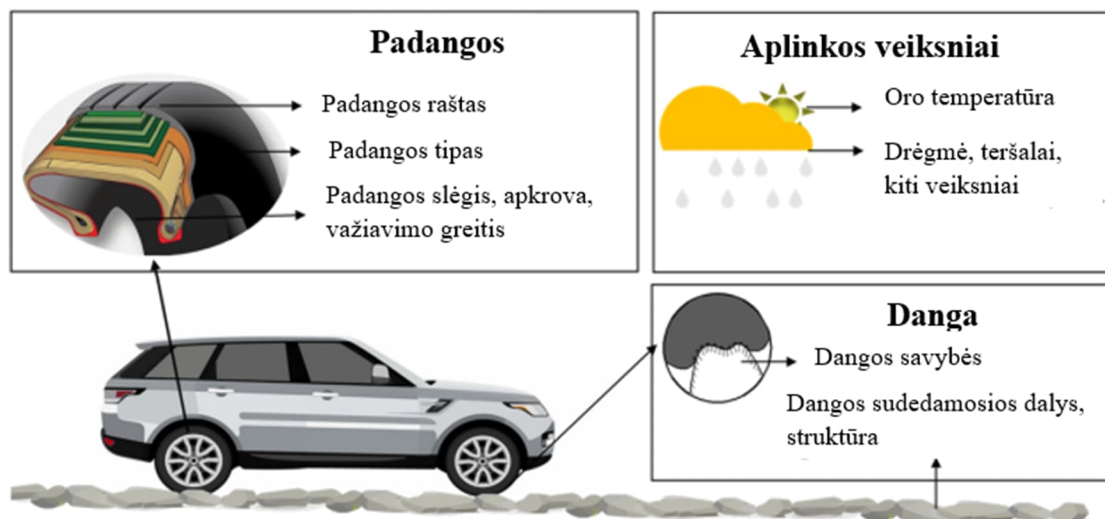 Padangos
Padangos raštas
Padangos tipas
Padangos slėgis, apkrova,
važiavimo greitis
Aplinkos veiksniai
Oro temperatūra
Drėgmė, teršalai,
kiti veiksniai
Danga
Dangos savybės
Dangos sudedamosios dalys,
struktūra